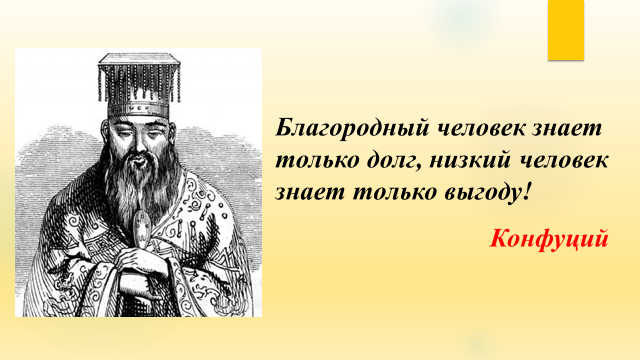 Благородный человек знает
только долг, низкий человек
знает только выгоду!
Конфуций